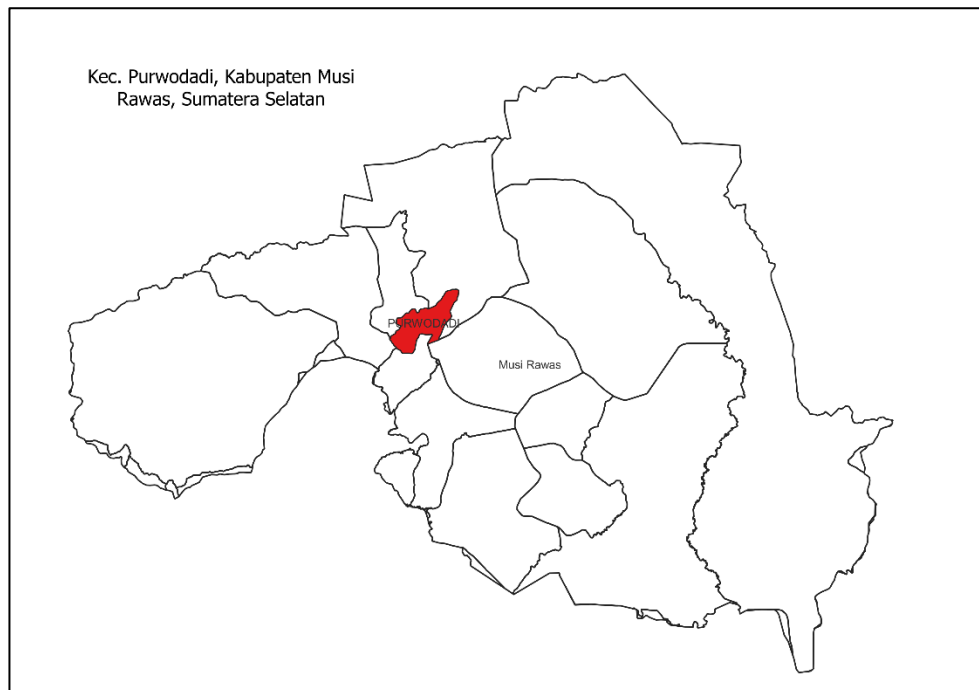 Kec. Purwodadi, Kabupaten Musi
Rawas, Sumatera Selatan
PURWODADI
Musi Rawas